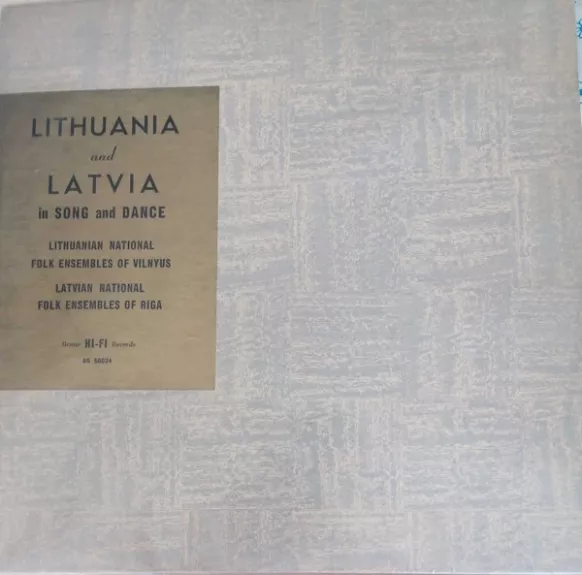 LITHUANIA
and
LATVIA
in SONG and DANCE
LITHUANIAN NATIONAL
FOLK ENSEMBLES OF VILNYUS
LATVIAN NATIONAL
FOLK ENSEMBLES OF RIGA
HI-FI Records